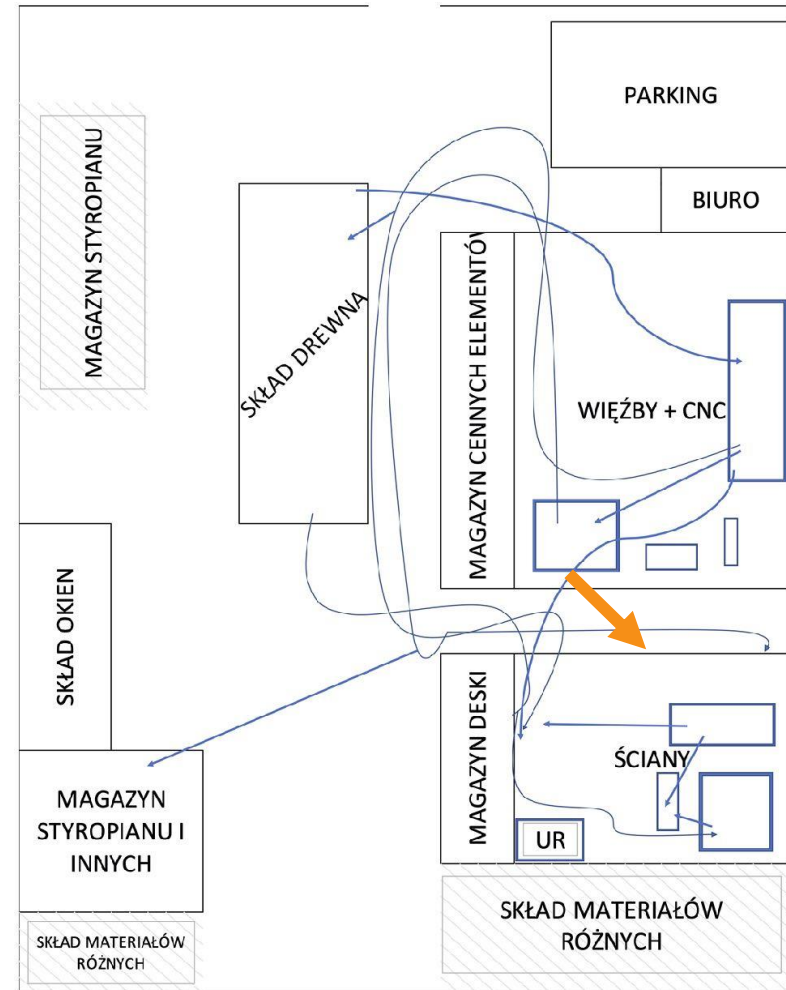 PARKING
BIURO
MAGAZYN STYROPIANU
SKŁAD DREWNA
MAGAZYN CENNYCH ELEMENTÓW
WIĘŹBY + CNC
SKŁAD OKIEN
MAGAZYN DESKI
ŚCIANY
UR
MAGAZYN
STYROPIANU I
INNYCH
SKŁAD MATERIAŁÓW
RÓŻNYCH
SKŁAD MATERIAŁÓW
RÓŻNYCH